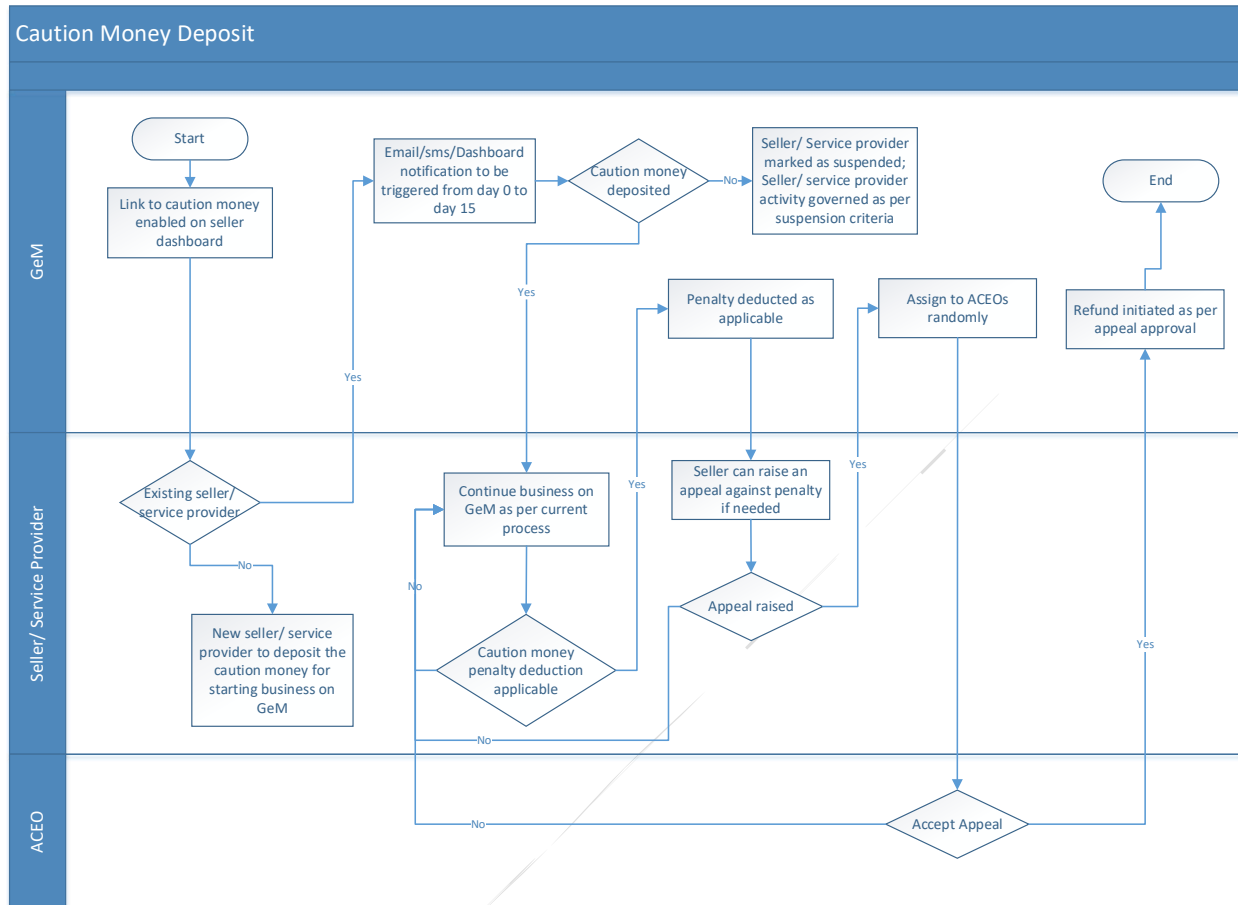 Caution Money Deposit
GeM
Start
Link to caution money
enabled on seller
dashboard
Email/sms/Dashboard
notification to be
triggered from day 0 to
day 15
Caution money
deposited
No
Seller/ Service provider
marked as suspended;
Seller/ service provider
activity governed as per
suspension criteria
End
Yes
Yes
Penalty deducted as
applicable
Assign to ACEOs
randomly
Refund initiated as per
appeal approval
Seller/ Service Provider
Existing seller/
service provider
No
New seller/ service
provider to deposit the
caution money for
starting business on
GeM
Continue business on
GeM as per current
process
No
Caution money
penalty deduction
applicable
Yes
Seller can raise an
appeal against penalty
if needed
Appeal raised
Yes
No
Yes
ACEO
No
Accept Appeal